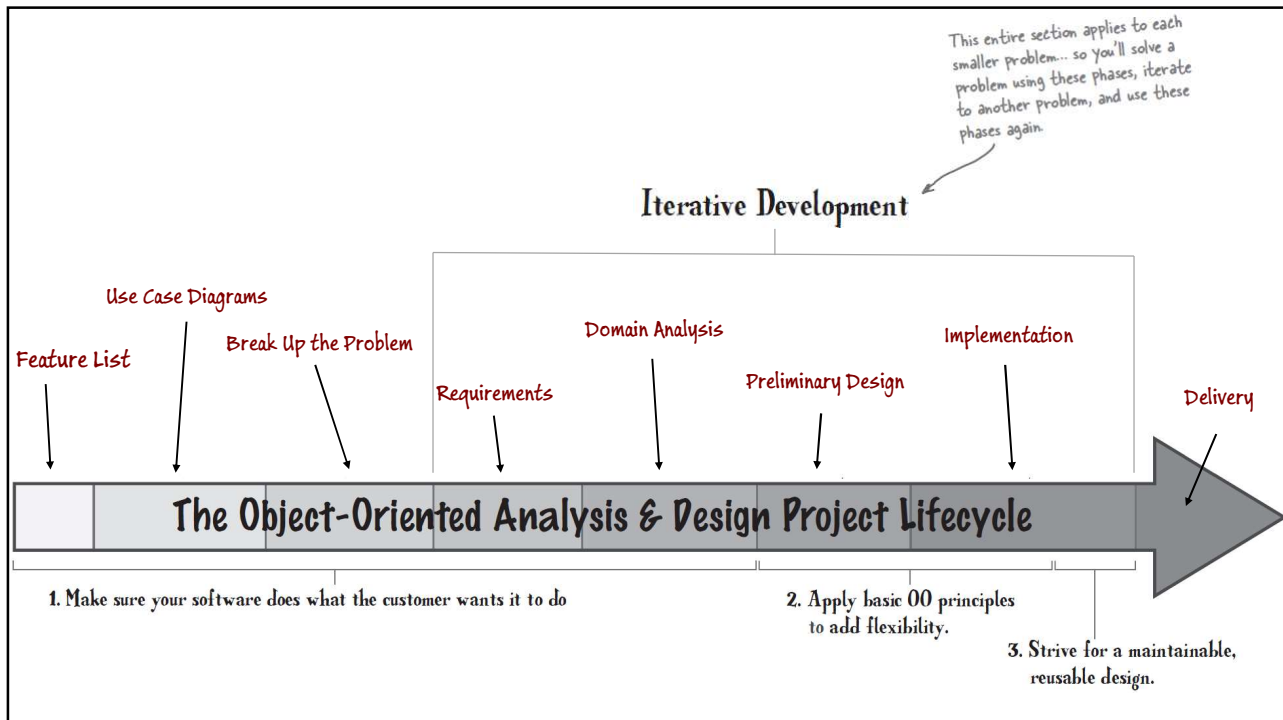 This entire section applies to each
smaller problem... so you'll solve a
problem using these phases, iterate
to another problem, and use these
phases again.
Iterative Development
Use Case Diagrams
Break Up the Problem
Domain Analysis
Implementation
Feature List
Requirements
Preliminary Design
Delivery
The Object-Oriented Analysis & Design Project Lifecycle
1. Make sure your software does what the customer wants it to do
2. Apply basic OO principles
to add flexibility.
3. Strive for a maintainable,
reusable design.